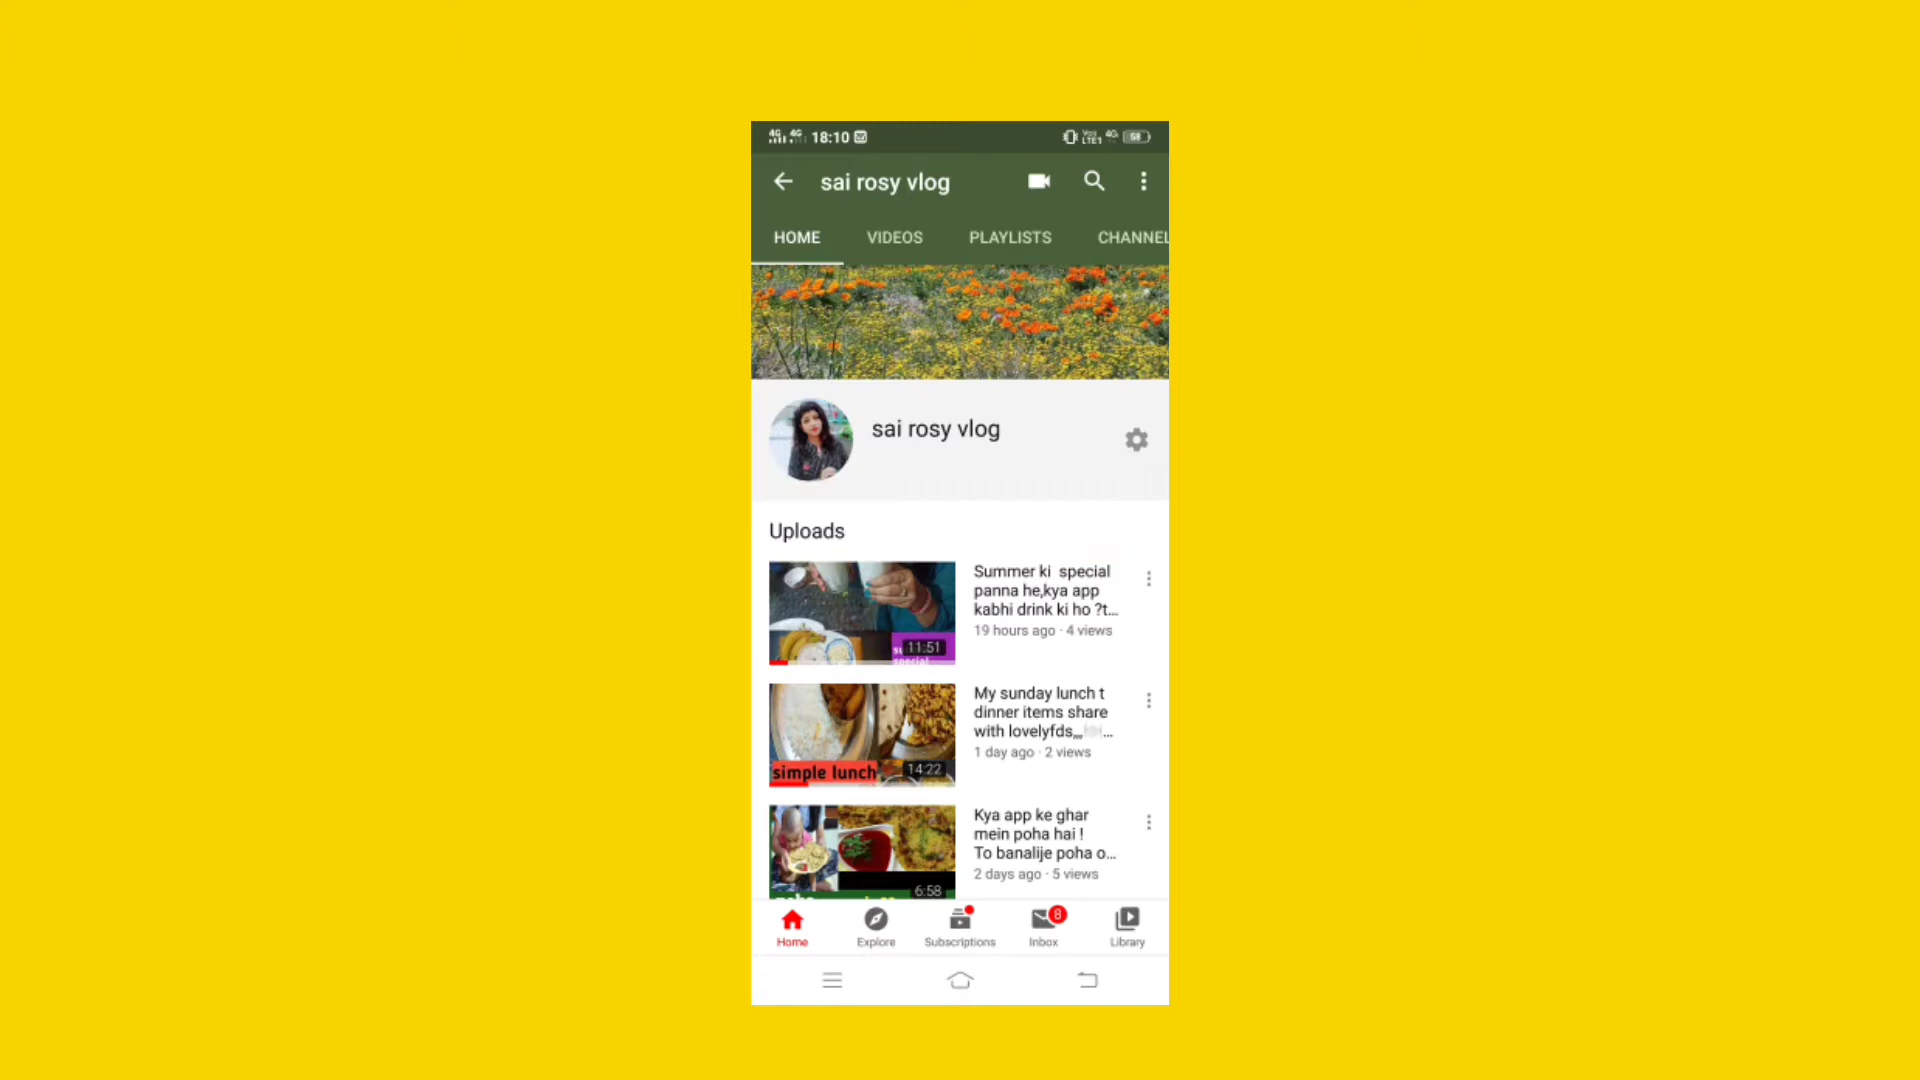 18:10
58
sai rosy vlog
HOME VIDEOS PLAYLISTS CHANNEL
sai rosy vlog
Uploads
Summer ki special
panna he,kya app
kabhi drink ki ho ?t...
19 hours ago · 4 views
11:51
special
My sunday lunch t
dinner items share
with lovelyfds,,,
1 day ago · 2 views
simple lunch
14:22
Kya app ke ghar
mein poha hai !
To banalije poha o...
2 days ago · 5 views
6:58
8
Home Explore Subscriptions Inbox Library